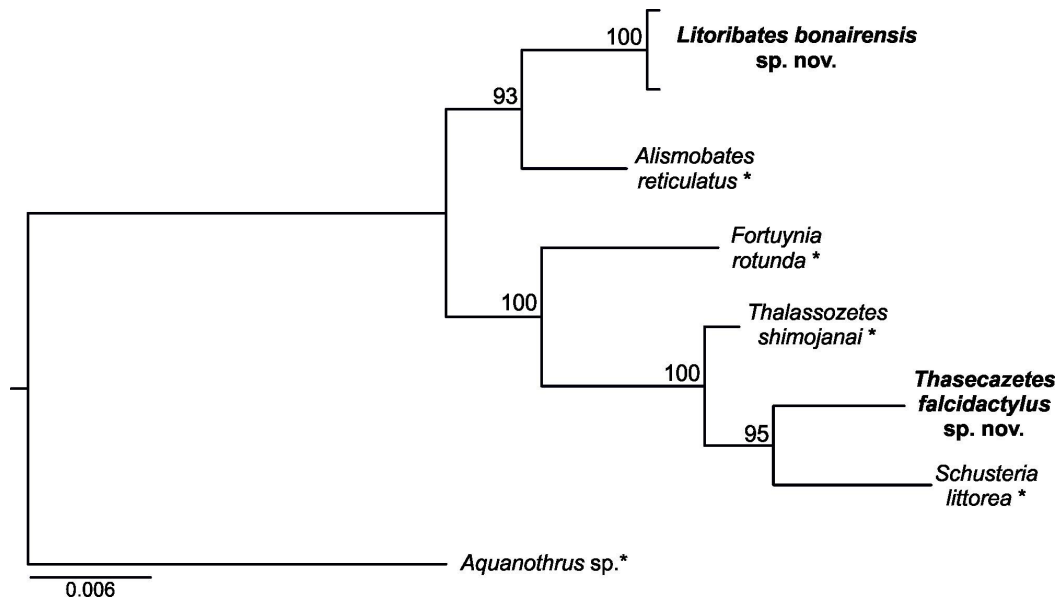 100
Litoribates bonairensis
sp. nov.
93
Alismobates
reticulatus *
Fortuynia
rotunda *
100
Thalassozetes
shimojanai *
100
Thasecazetes
falcidactylus
sp. nov.
95
Schusteria
littorea *
Aquanothrus sp.*
0.006